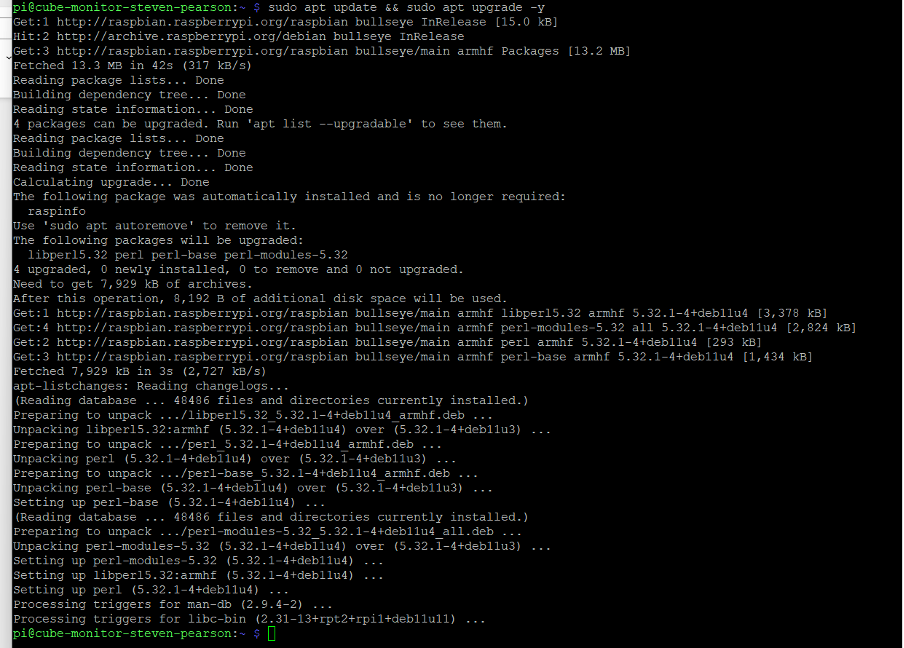 pi@cube-monitor-steven-pearson:~ $ sudo apt update && sudo apt upgrade -y
Get:1 http://raspbian.raspberrypi.org/raspbian bullseye InRelease [15.0 kB]
Hit:2 http://archive.raspberrypi.org/debian bullseye InRelease
Get:3 http://raspbian.raspberrypi.org/raspbian bullseye/main armhf Packages [13.2 MB]
Fetched 13.3 MB in 42s (317 kB/s)
Reading package lists... Done
Building dependency tree... Done
Reading state information... Done
4 packages can be upgraded. Run 'apt list --upgradable' to see them.
Reading package lists... Done
Building dependency tree... Done
Reading state information... Done
Calculating upgrade... Done
The following package was automatically installed and is no longer required:
  raspinfo
Use 'sudo apt autoremove' to remove it.
The following packages will be upgraded:
  libperl5.32 perl perl-base perl-modules-5.32
4 upgraded, 0 newly installed, 0 to remove and 0 not upgraded.
Need to get 7,929 kB of archives.
After this operation, 8,192 B of additional disk space will be used.
Get:1 http://raspbian.raspberrypi.org/raspbian bullseye/main armhf libperl5.32 armhf 5.32.1-4+deb11u4 [3,378 kB]
Get:4 http://raspbian.raspberrypi.org/raspbian bullseye/main armhf perl-modules-5.32 all 5.32.1-4+deb11u4 [2,824 kB]
Get:2 http://raspbian.raspberrypi.org/raspbian bullseye/main armhf perl armhf 5.32.1-4+deb11u4 [293 kB]
Get:3 http://raspbian.raspberrypi.org/raspbian bullseye/main armhf perl-base armhf 5.32.1-4+deb11u4 [1,434 kB]
Fetched 7,929 kB in 3s (2,727 kB/s)
apt-listchanges: Reading changelogs...
(Reading database ... 48486 files and directories currently installed.)
Preparing to unpack .../libperl5.32_5.32.1-4+deb11u4_armhf.deb ...
Unpacking libperl5.32:armhf (5.32.1-4+deb11u4) over (5.32.1-4+deb11u3) ...
Preparing to unpack .../perl_5.32.1-4+deb11u4_armhf.deb ...
Unpacking perl (5.32.1-4+deb11u4) over (5.32.1-4+deb11u3) ...
Preparing to unpack .../perl-base_5.32.1-4+deb11u4_armhf.deb ...
Unpacking perl-base (5.32.1-4+deb11u4) over (5.32.1-4+deb11u3) ...
Setting up perl-base (5.32.1-4+deb11u4) ...
(Reading database ... 48486 files and directories currently installed.)
Preparing to unpack .../perl-modules-5.32_5.32.1-4+deb11u4_all.deb ...
Unpacking perl-modules-5.32 (5.32.1-4+deb11u4) over (5.32.1-4+deb11u3) ...
Setting up perl-modules-5.32 (5.32.1-4+deb11u4) ...
Setting up libperl5.32:armhf (5.32.1-4+deb11u4) ...
Setting up perl (5.32.1-4+deb11u4) ...
Processing triggers for man-db (2.9.4-2) ...
Processing triggers for libc-bin (2.31-13+rpt2+rpi1+deb11u11) ...
pi@cube-monitor-steven-pearson:~ $